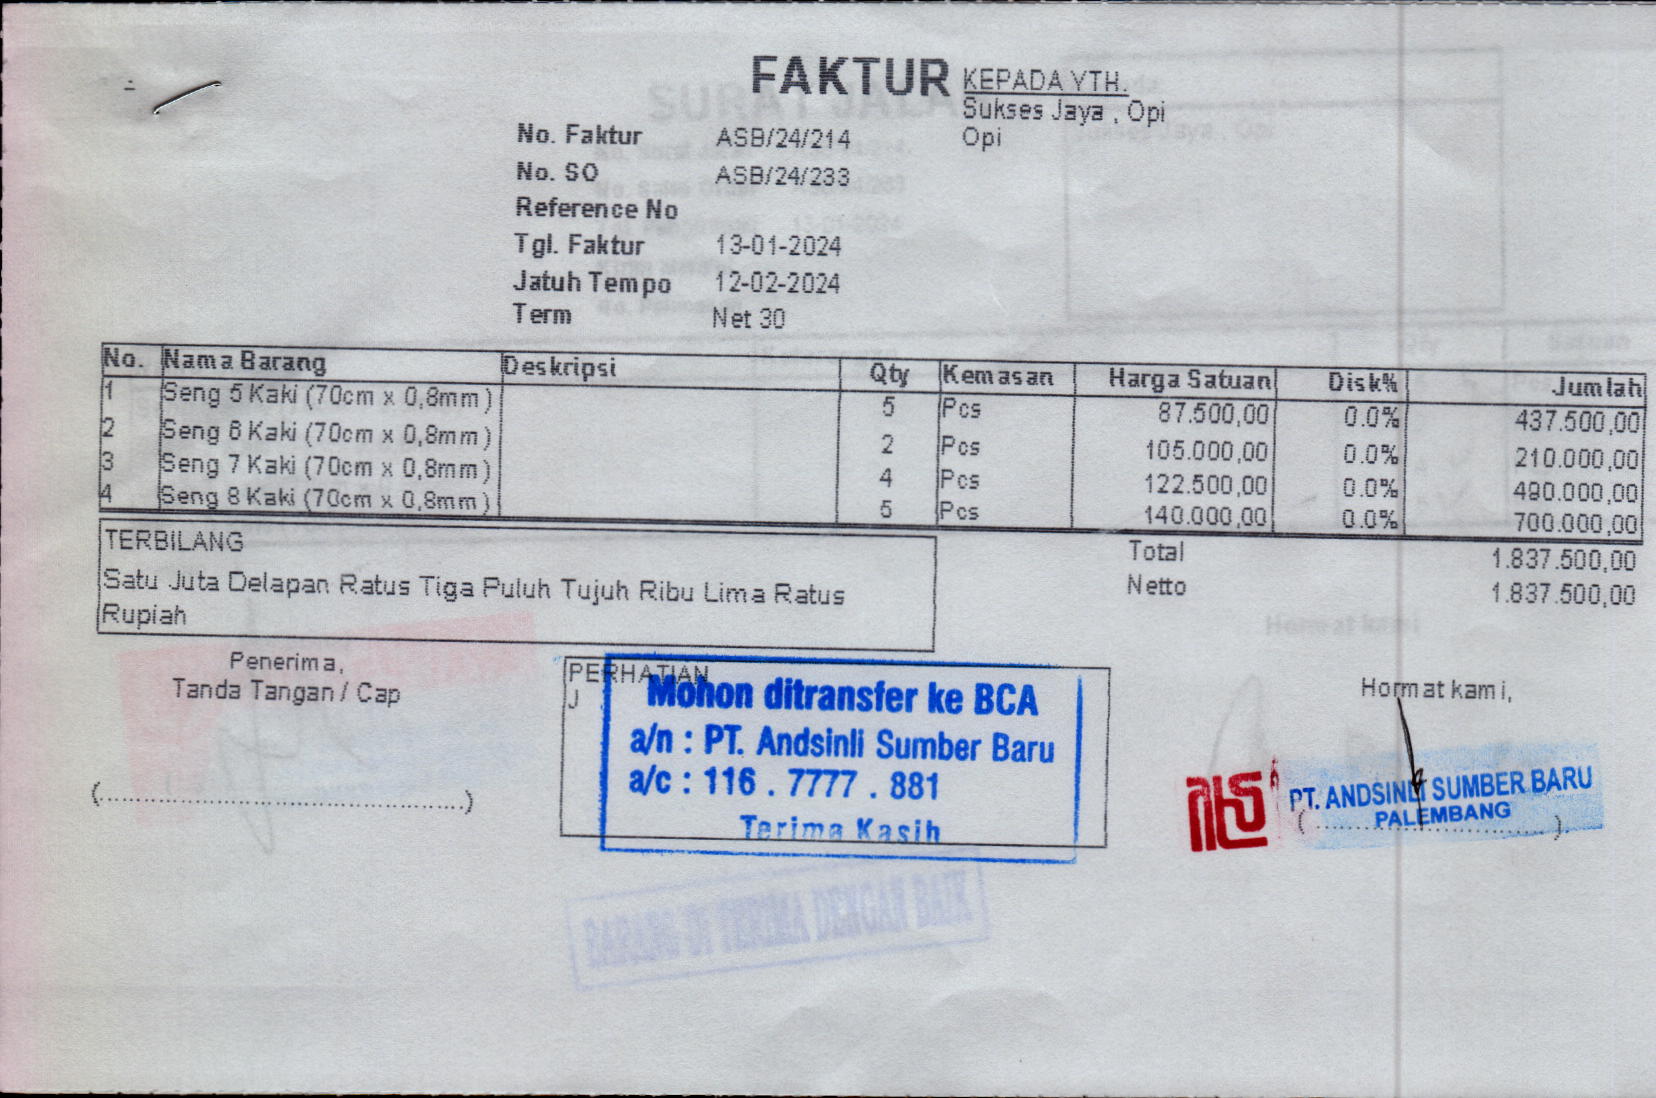 FAKTUR
KEPADA YTH.
Sukses Jaya , Opi
Opi
No. Faktur ASB/24/214
No. SO ASB/24/233
Reference No
Tgl. Faktur 13-01-2024
Jatuh Tempo 12-02-2024
Term Net 30
No. Nama Barang Deskripsi Qty Kemasan Harga Satuan Disk% Jumlah
1 Seng 5 Kaki (70cm x 0,8mm) 5 Pcs 87.500,00 0.0% 437.500,00
2 Seng 6 Kaki (70cm x 0,8mm) 2 Pcs 105.000,00 0.0% 210.000,00
3 Seng 7 Kaki (70cm x 0,8mm) 4 Pcs 122.500,00 0.0% 490.000,00
4 Seng 8 Kaki (70cm x 0,8mm) 5 Pcs 140.000,00 0.0% 700.000,00
TERBILANG
Satu Juta Delapan Ratus Tiga Puluh Tujuh Ribu Lima Ratus
Rupiah
Total 1.837.500,00
Netto 1.837.500,00
Penerima,
Tanda Tangan / Cap
(................................................)
PERHATIAN
J
Mohon ditransfer ke BCA
a/n : PT. Andsinli Sumber Baru
a/c : 116 . 7777 . 881
Terima Kasih
Hormat kami,
PT. ANDSINLI SUMBER BARU
PALEMBANG
(................................)
BARANG DI TERIMA DENGAN BAIK